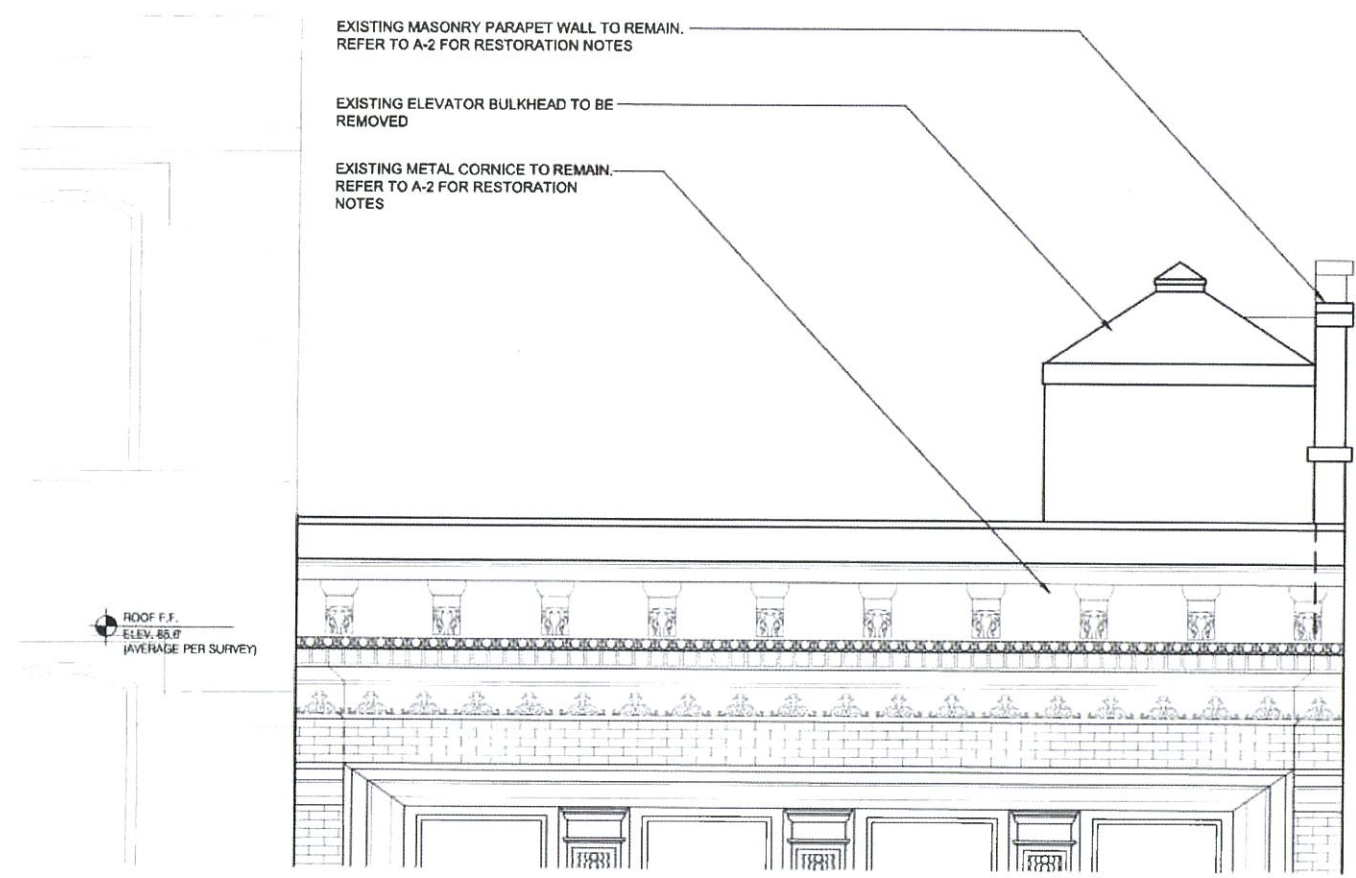 EXISTING MASONRY PARAPET WALL TO REMAIN.
REFER TO A-2 FOR RESTORATION NOTES
EXISTING ELEVATOR BULKHEAD TO BE
REMOVED
EXISTING METAL CORNICE TO REMAIN.
REFER TO A-2 FOR RESTORATION
NOTES
ROOF F.F.
ELEV.
(AVERAGE PER SURVEY)